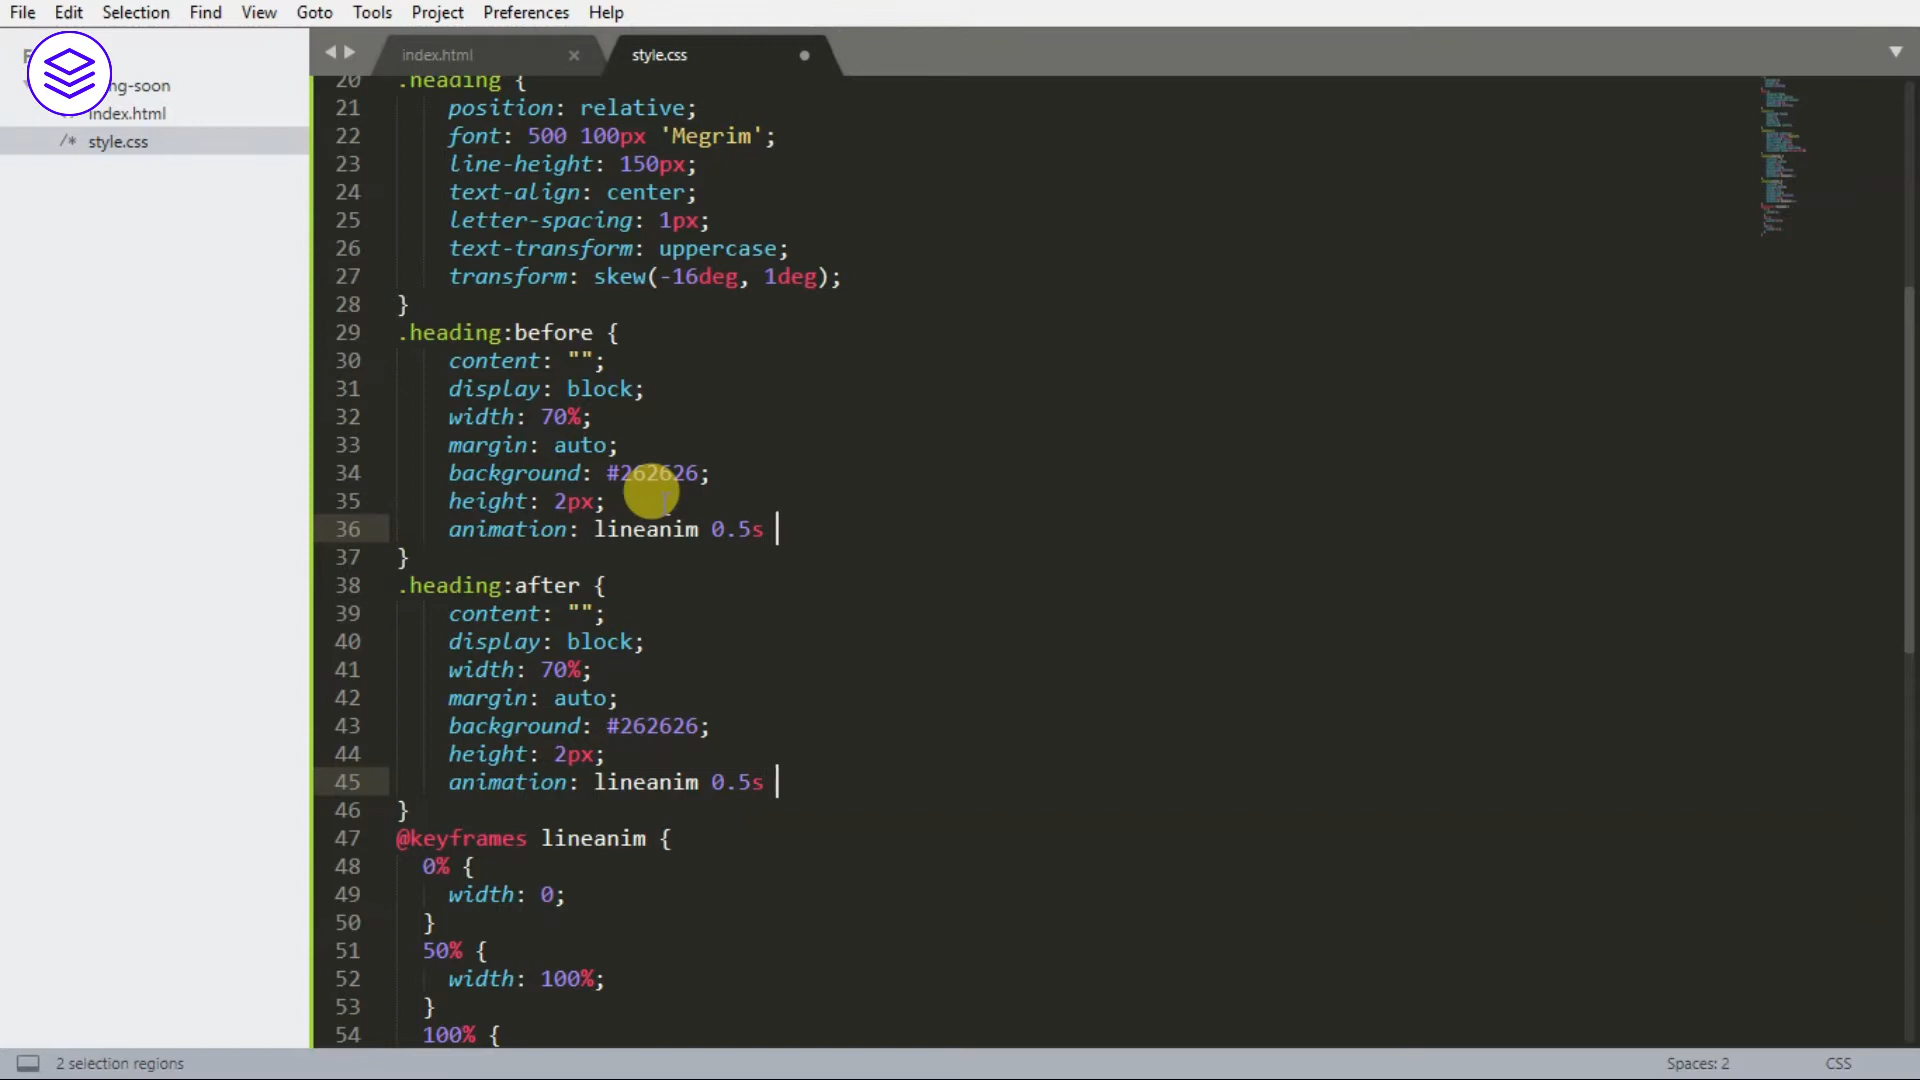 File Edit Selection Find View Goto Tools Project Preferences Help
index.html × style.css
ng-soon
index.html
/* style.css
20 .heading {
21 position: relative;
22 font: 500 100px 'Megrim';
23 line-height: 150px;
24 text-align: center;
25 letter-spacing: 1px;
26 text-transform: uppercase;
27 transform: skew(-16deg, 1deg);
28 }
29 .heading:before {
30 content: "";
31 display: block;
32 width: 70%;
33 margin: auto;
34 background: #262626;
35 height: 2px;
36 animation: lineanim 0.5s
37 }
38 .heading:after {
39 content: "";
40 display: block;
41 width: 70%;
42 margin: auto;
43 background: #262626;
44 height: 2px;
45 animation: lineanim 0.5s
46 }
47 @keyframes lineanim {
48 0% {
49 width: 0;
50 }
51 50% {
52 width: 100%;
53 }
54 100% {
2 selection regions Spaces: 2 CSS